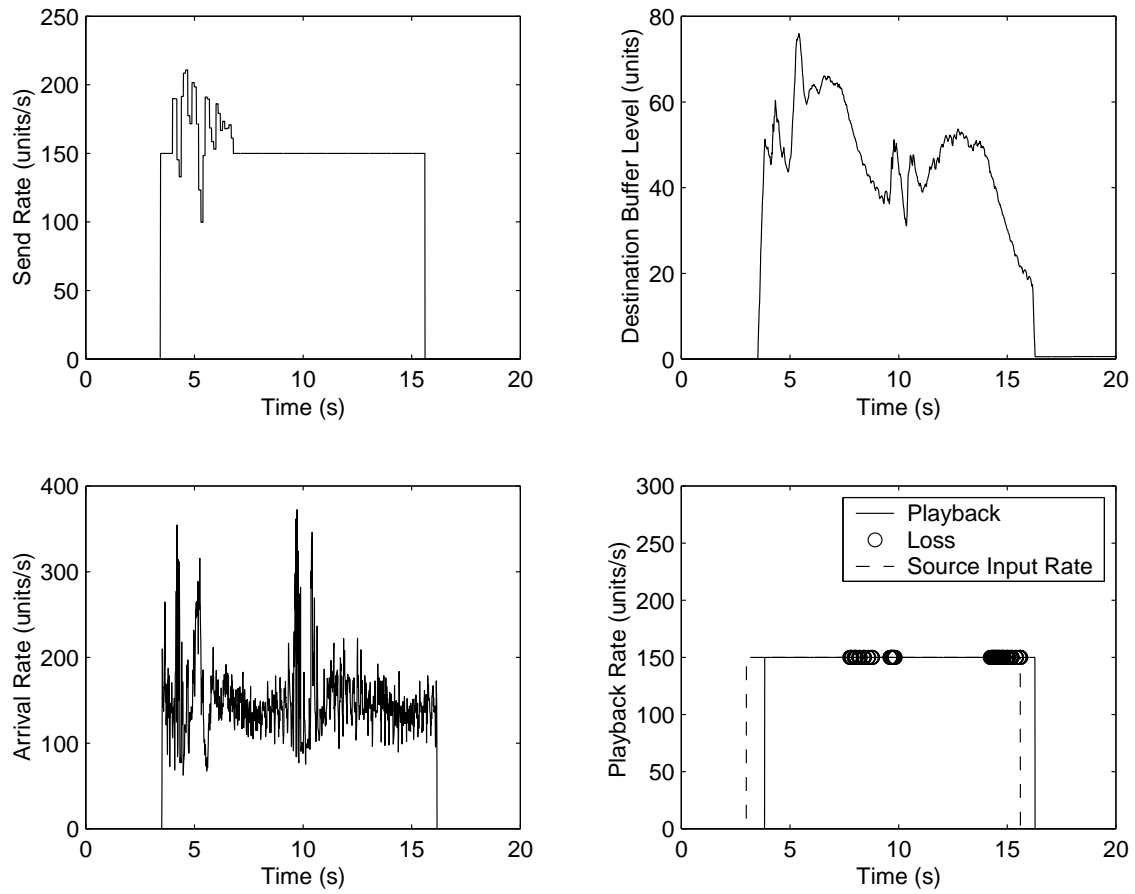 250
200
150
100
50
0
Send Rate (units/s)
0 5 10 15 20
Time (s)
80
60
40
20
0
Destination Buffer Level (units)
0 5 10 15 20
Time (s)
400
300
200
100
0
Arrival Rate (units/s)
0 5 10 15 20
Time (s)
300
250
200
150
100
50
0
Playback Rate (units/s)
Playback
Loss
Source Input Rate
0 5 10 15 20
Time (s)